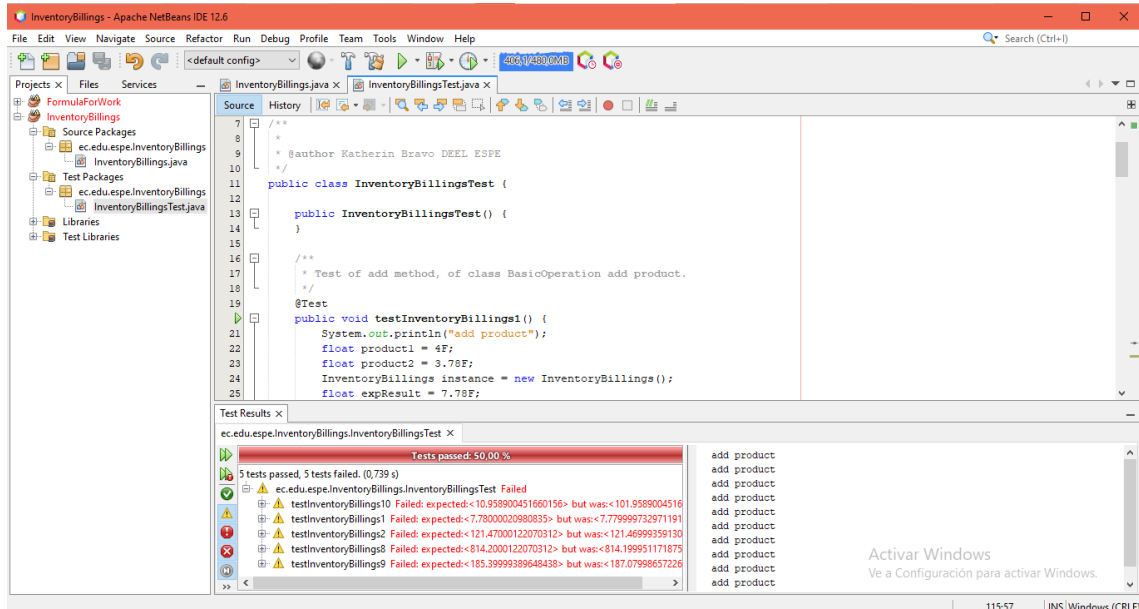 InventoryBillings - Apache NetBeans IDE 12.6
File Edit View Navigate Source Refactor Run Debug Profile Team Tools Window Help
Search (Ctrl+I)
<default config>
406,1/480,0MB
Projects Files Services
InventoryBillings.java InventoryBillingsTest.java
Source History
FormulaForWork
InventoryBillings
Source Packages
ec.edu.espe.InventoryBillings
InventoryBillings.java
Test Packages
ec.edu.espe.InventoryBillings
InventoryBillingsTest.java
Libraries
Test Libraries
7 /**
8 *
9 * @author Katherin Bravo DEEL ESPE
10 */
11 public class InventoryBillingsTest {
12
13 public InventoryBillingsTest() {
14 }
15
16 /**
17 * Test of add method, of class BasicOperation add product.
18 */
19 @Test
public void testInventoryBillings1() {
21 System.out.println("add product");
22 float product1 = 4F;
23 float product2 = 3.78F;
24 InventoryBillings instance = new InventoryBillings();
25 float expResult = 7.78F;
Test Results
ec.edu.espe.InventoryBillings.InventoryBillingsTest
Tests passed: 50,00 %
5 tests passed, 5 tests failed. (0,739 s)
ec.edu.espe.InventoryBillings.InventoryBillingsTest Failed
testInventoryBillings10 Failed: expected:<10.958900451660156> but was:<101.9589004516
testInventoryBillings1 Failed: expected:<7.78000020980835> but was:<7.779999732971191
testInventoryBillings2 Failed: expected:<121.47000122070312> but was:<121.46999359130
testInventoryBillings8 Failed: expected:<814.2000122070312> but was:<814.199951171875
testInventoryBillings9 Failed: expected:<185.39999389648438> but was:<187.07998657226
add product
add product
add product
add product
add product
add product
add product
add product
add product
add product
Activar Windows
Ve a Configuración para activar Windows.
115:57 INS Windows (CRLF